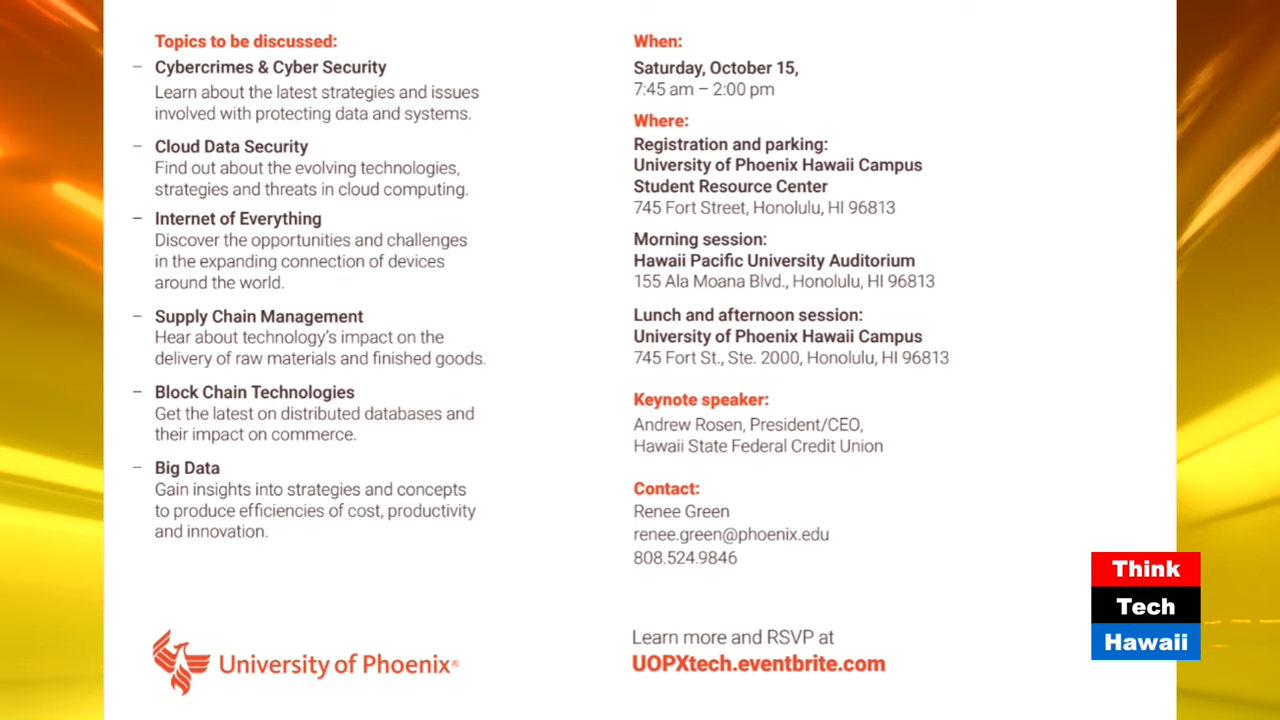 Topics to be discussed:
– Cybercrimes & Cyber Security
Learn about the latest strategies and issues
involved with protecting data and systems.
– Cloud Data Security
Find out about the evolving technologies,
strategies and threats in cloud computing.
– Internet of Everything
Discover the opportunities and challenges
in the expanding connection of devices
around the world.
– Supply Chain Management
Hear about technology's impact on the
delivery of raw materials and finished goods.
– Block Chain Technologies
Get the latest on distributed databases and
their impact on commerce.
– Big Data
Gain insights into strategies and concepts
to produce efficiencies of cost, productivity
and innovation.
University of Phoenix®
When:
Saturday, October 15,
7:45 am – 2:00 pm
Where:
Registration and parking:
University of Phoenix Hawaii Campus
Student Resource Center
745 Fort Street, Honolulu, HI 96813
Morning session:
Hawaii Pacific University Auditorium
155 Ala Moana Blvd., Honolulu, HI 96813
Lunch and afternoon session:
University of Phoenix Hawaii Campus
745 Fort St., Ste. 2000, Honolulu, HI 96813
Keynote speaker:
Andrew Rosen, President/CEO,
Hawaii State Federal Credit Union
Contact:
Renee Green
renee.green@phoenix.edu
808.524.9846
Learn more and RSVP at
UOPXtech.eventbrite.com
Think
Tech
Hawaii